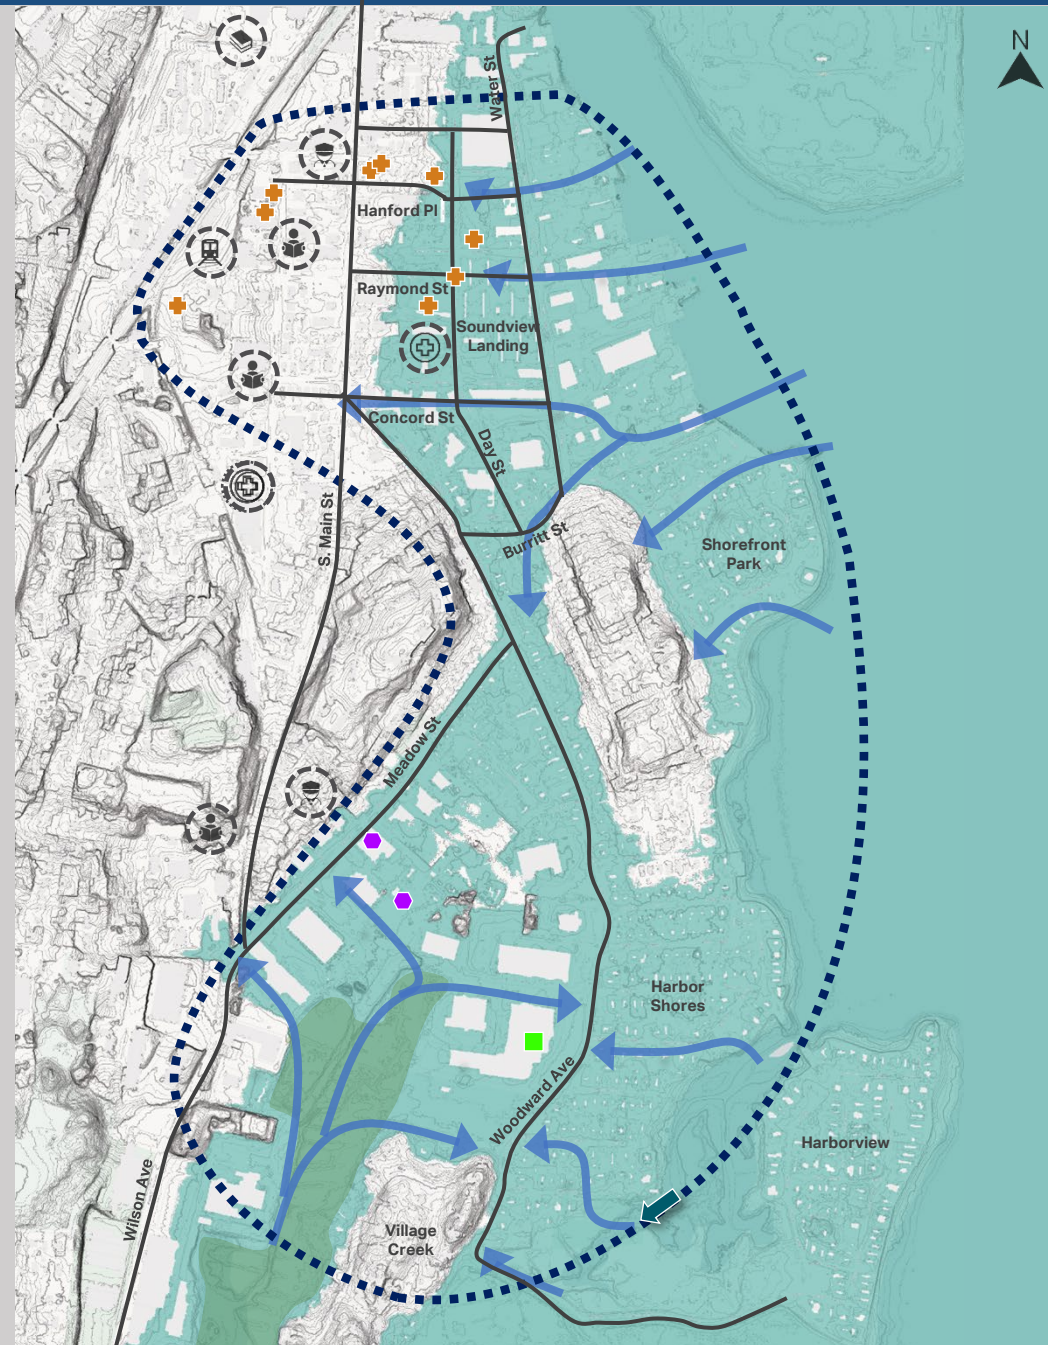 N
Water St
Hanford Pl
Raymond St
Soundview
Landing
Concord St
Day St
S. Main St
Burritt St
Shorefront
Park
Meadow St
Harbor
Shores
Woodward Ave
Harborview
Wilson Ave
Village
Creek